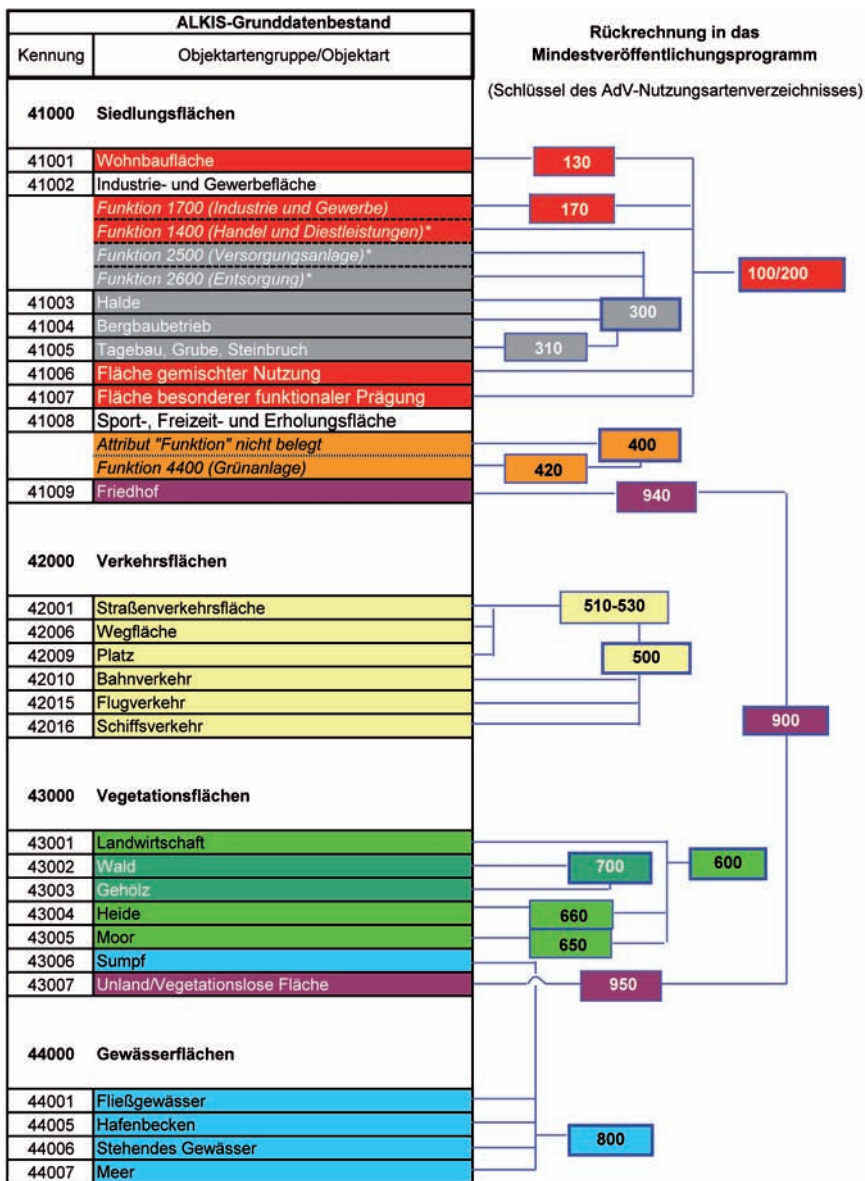 ALKIS-Grunddatenbestand
Kennung Objektartengruppe/Objektart
Rückrechnung in das
Mindestveröffentlichungsprogramm
(Schlüssel des AdV-Nutzungsartenverzeichnisses)
41000 Siedlungsflächen
41001 Wohnbaufläche 130
41002 Industrie- und Gewerbefläche
Funktion 1700 (Industrie und Gewerbe) 170
Funktion 1400 (Handel und Diestleistungen)*
Funktion 2500 (Versorgungsanlage)*
Funktion 2600 (Entsorgung)* 100/200
41003 Halde 300
41004 Bergbaubetrieb
41005 Tagebau, Grube, Steinbruch 310
41006 Fläche gemischter Nutzung
41007 Fläche besonderer funktionaler Prägung
41008 Sport-, Freizeit- und Erholungsfläche
Attribut "Funktion" nicht belegt 400
Funktion 4400 (Grünanlage) 420
41009 Friedhof 940
42000 Verkehrsflächen
42001 Straßenverkehrsfläche 510-530
42006 Wegfläche
42009 Platz 500
42010 Bahnverkehr
42015 Flugverkehr
42016 Schiffsverkehr 900
43000 Vegetationsflächen
43001 Landwirtschaft
43002 Wald 700 600
43003 Gehölz
43004 Heide 660
43005 Moor 650
43006 Sumpf
43007 Unland/Vegetationslose Fläche 950
44000 Gewässerflächen
44001 Fließgewässer
44005 Hafenbecken
44006 Stehendes Gewässer 800
44007 Meer